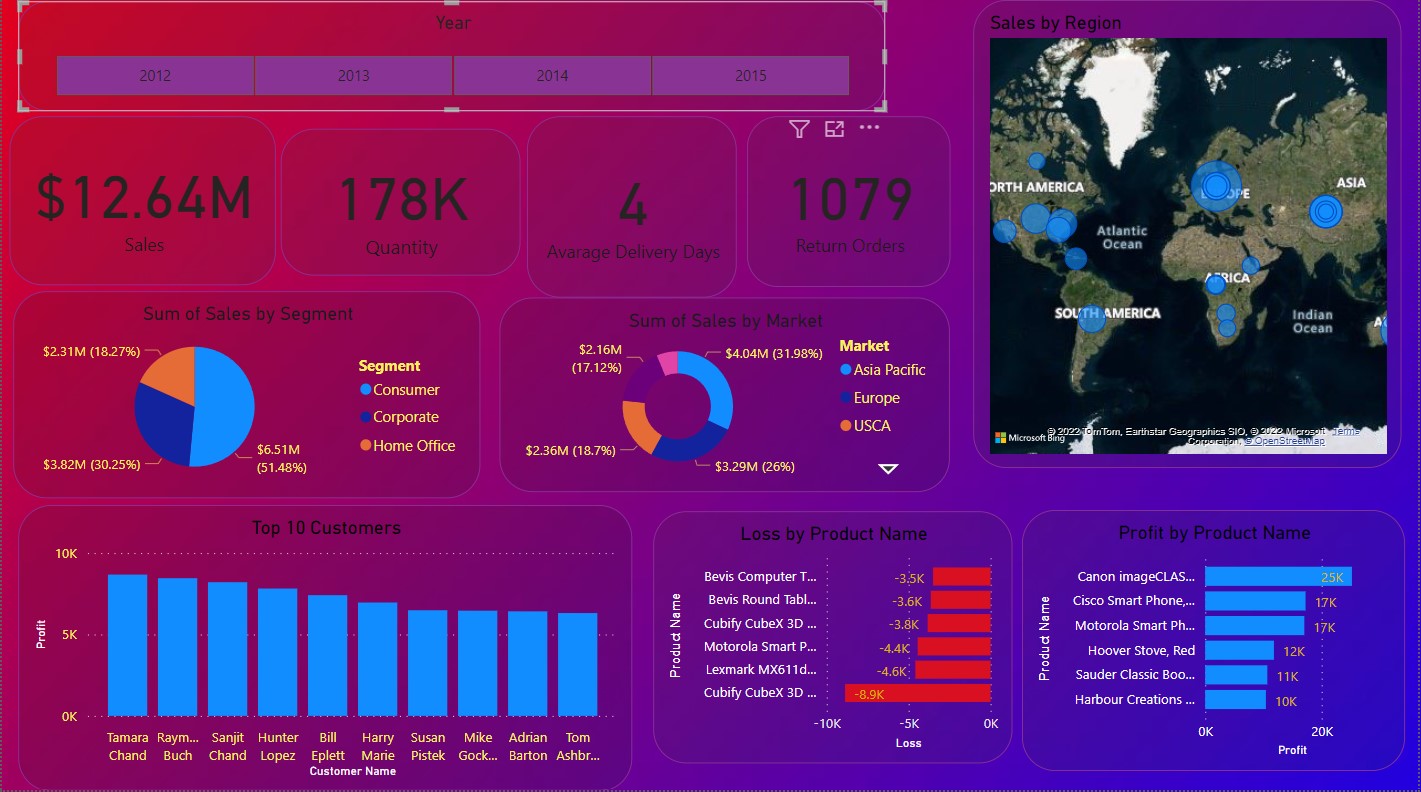 Year
2012 2013 2014 2015
$12.64M
Sales
178K
Quantity
4
Avarage Delivery Days
1079
Return Orders
Sales by Region
NORTH AMERICA
EUROPE
ASIA
Atlantic
Ocean
AFRICA
SOUTH AMERICA
Indian
Ocean
A
Microsoft Bing
© 2022 TomTom, Earthstar Geographics SIO, © 2022 Microsoft Terms
Corporation, © OpenStreetMap
Sum of Sales by Segment
$2.31M (18.27%)
$3.82M (30.25%)
$6.51M
(51.48%)
Segment
Consumer
Corporate
Home Office
Sum of Sales by Market
$2.16M
(17.12%)
$4.04M (31.98%)
$2.36M (18.7%)
$3.29M (26%)
Market
Asia Pacific
Europe
USCA
Top 10 Customers
Profit
10K
5K
0K
Tamara
Chand
Raym...
Buch
Sanjit
Chand
Hunter
Lopez
Bill
Eplett
Harry
Marie
Susan
Pistek
Mike
Gock...
Adrian
Barton
Tom
Ashbr...
Customer Name
Loss by Product Name
Product Name
Bevis Computer T... -3.5K
Bevis Round Tabl... -3.6K
Cubify CubeX 3D ... -3.8K
Motorola Smart P... -4.4K
Lexmark MX611d... -4.6K
Cubify CubeX 3D ... -8.9K
-10K -5K 0K
Loss
Profit by Product Name
Product Name
Canon imageCLAS... 25K
Cisco Smart Phone,... 17K
Motorola Smart Ph... 17K
Hoover Stove, Red 12K
Sauder Classic Boo... 11K
Harbour Creations ... 10K
0K 20K
Profit